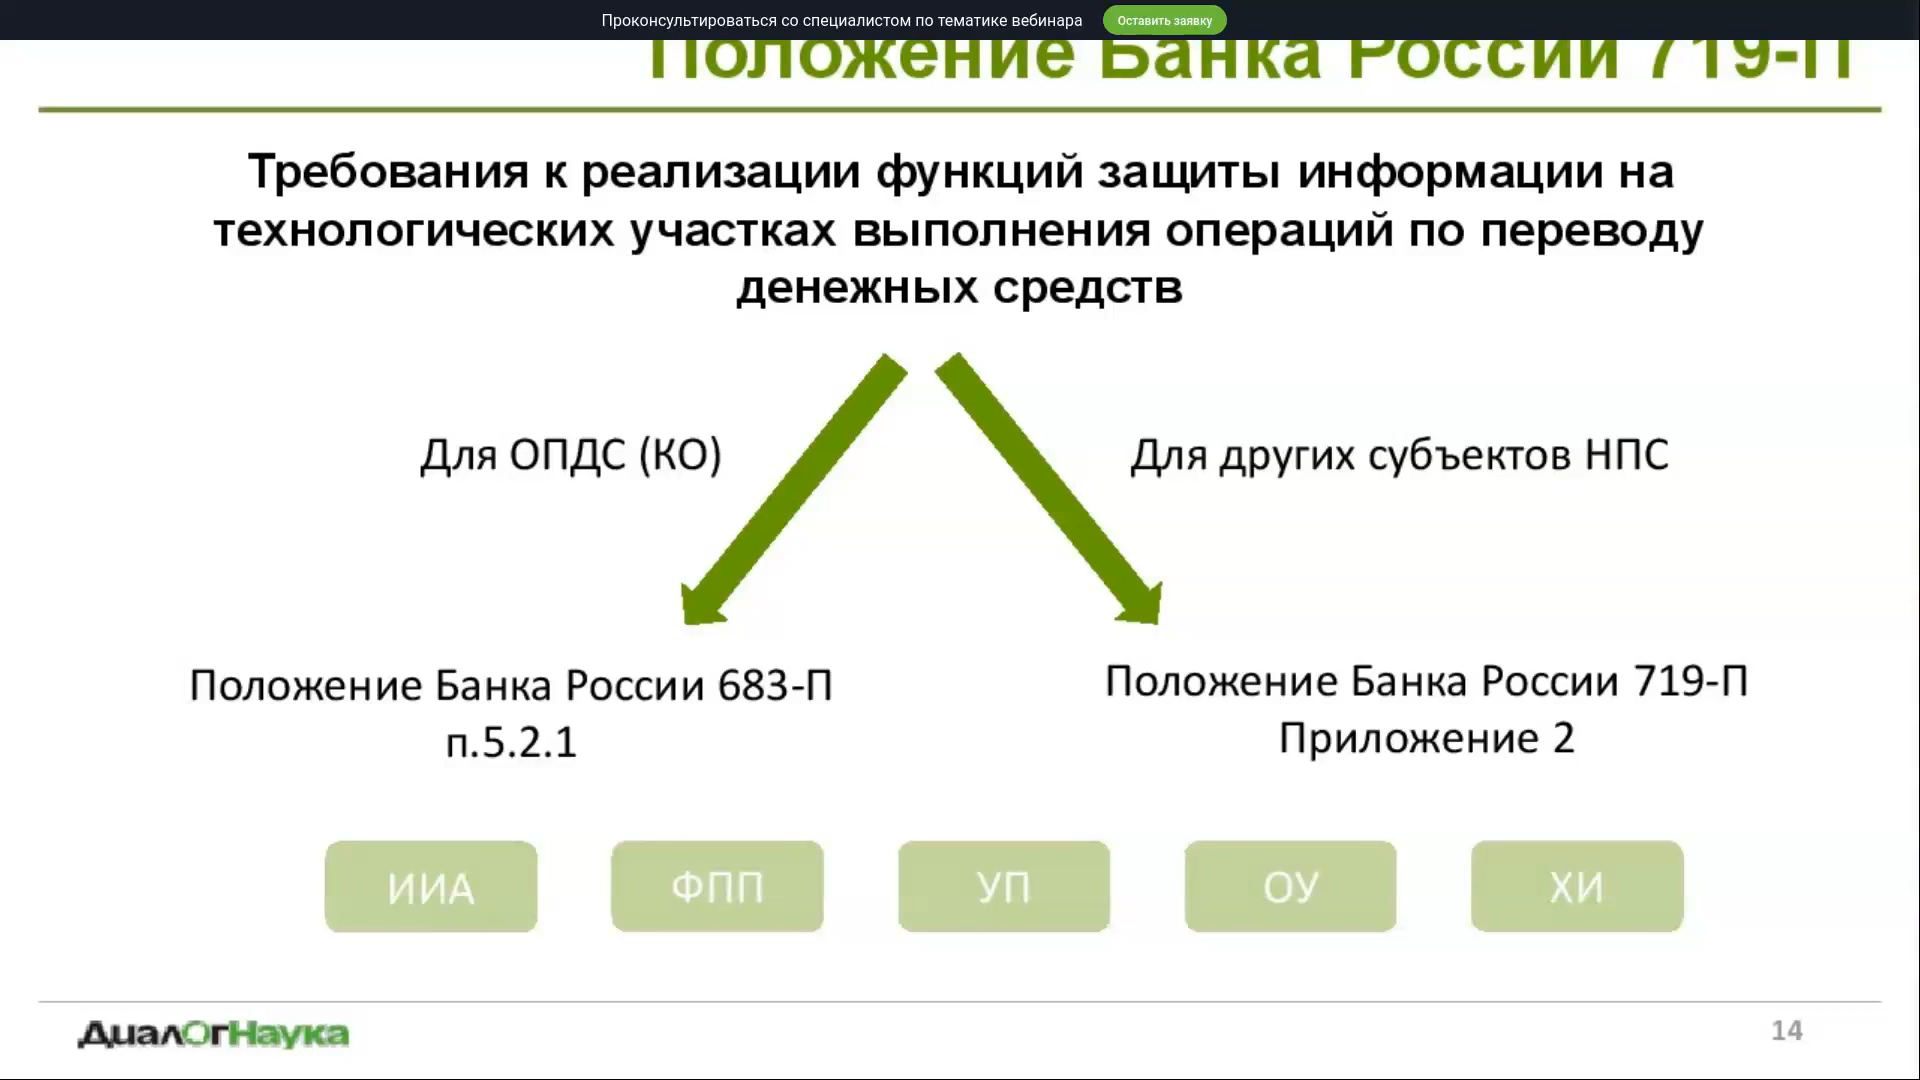 Проконсультироваться со специалистом по тематике вебинара
Оставить заявку
Положение Банка России 719-П
Требования к реализации функций защиты информации на
технологических участках выполнения операций по переводу
денежных средств
Для ОПДС (КО)
Для других субъектов НПС
Положение Банка России 683-П
п.5.2.1
Положение Банка России 719-П
Приложение 2
ИИА
ФПП
УП
ОУ
ХИ
ДиалОгНаука
14